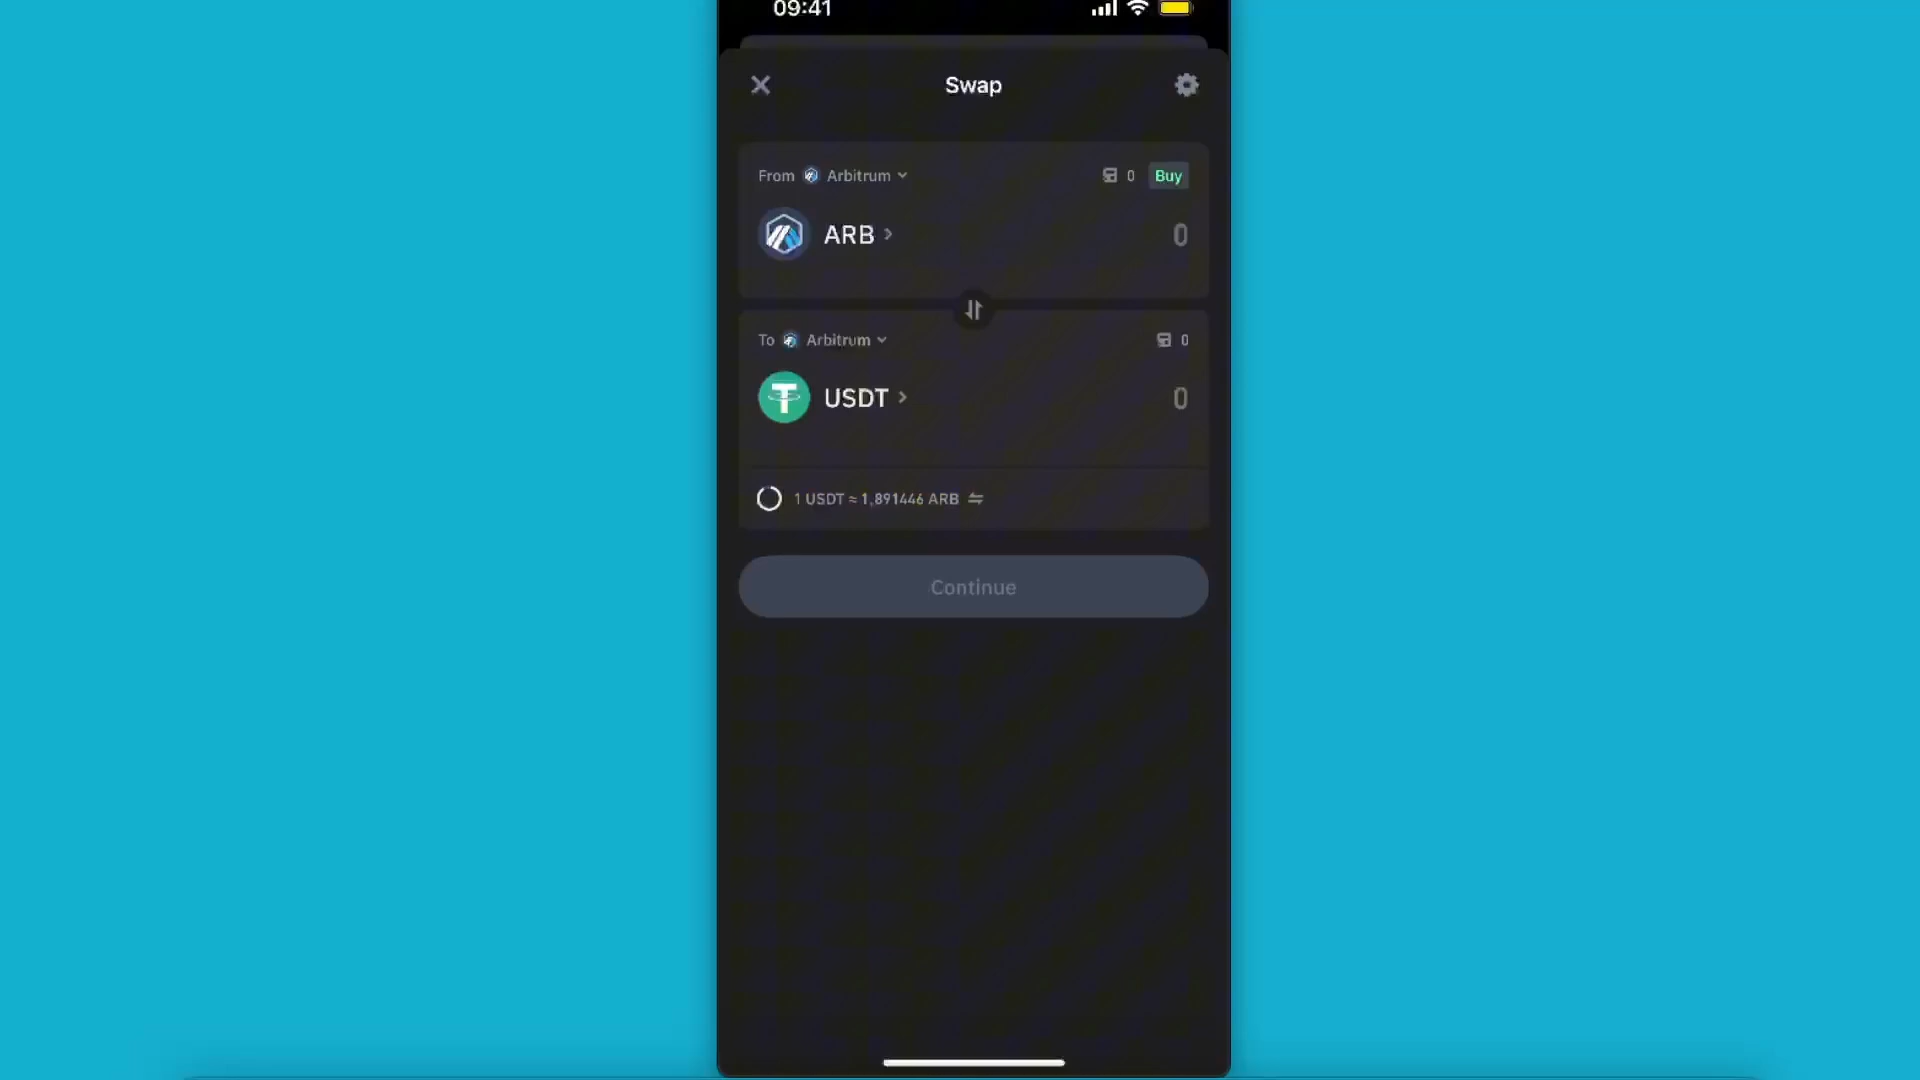 09:41
Swap
From Arbitrum 0 Buy
ARB 0
To Arbitrum 0
USDT 0
1 USDT ≈ 1,891446 ARB
Continue